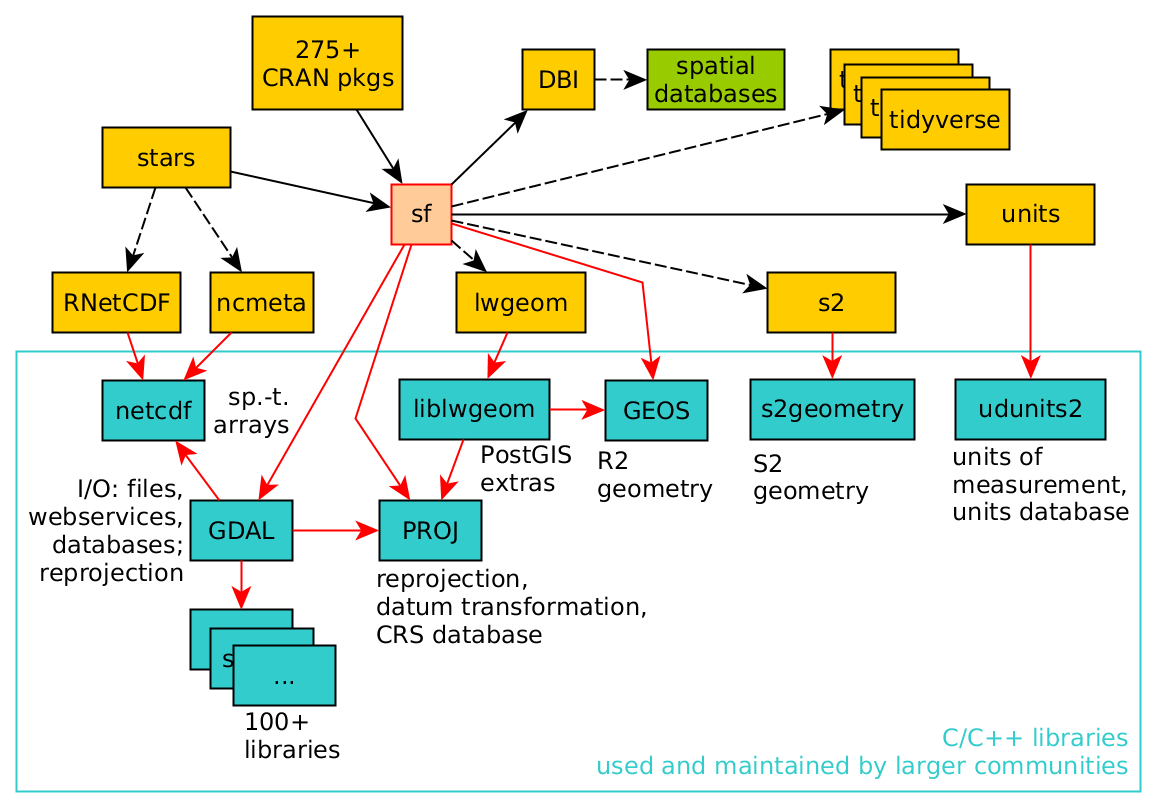 275+
CRAN pkgs
DBI
spatial
databases
t
t
t
tidyverse
stars
sf
units
RNetCDF
ncmeta
lwgeom
s2
netcdf
sp.-t.
arrays
liblwgeom
GEOS
s2geometry
udunits2
PostGIS
extras
R2
geometry
S2
geometry
units of
measurement,
units database
I/O: files,
webservices,
databases;
reprojection
GDAL
PROJ
reprojection,
datum transformation,
CRS database
s
...
100+
libraries
C/C++ libraries
used and maintained by larger communities